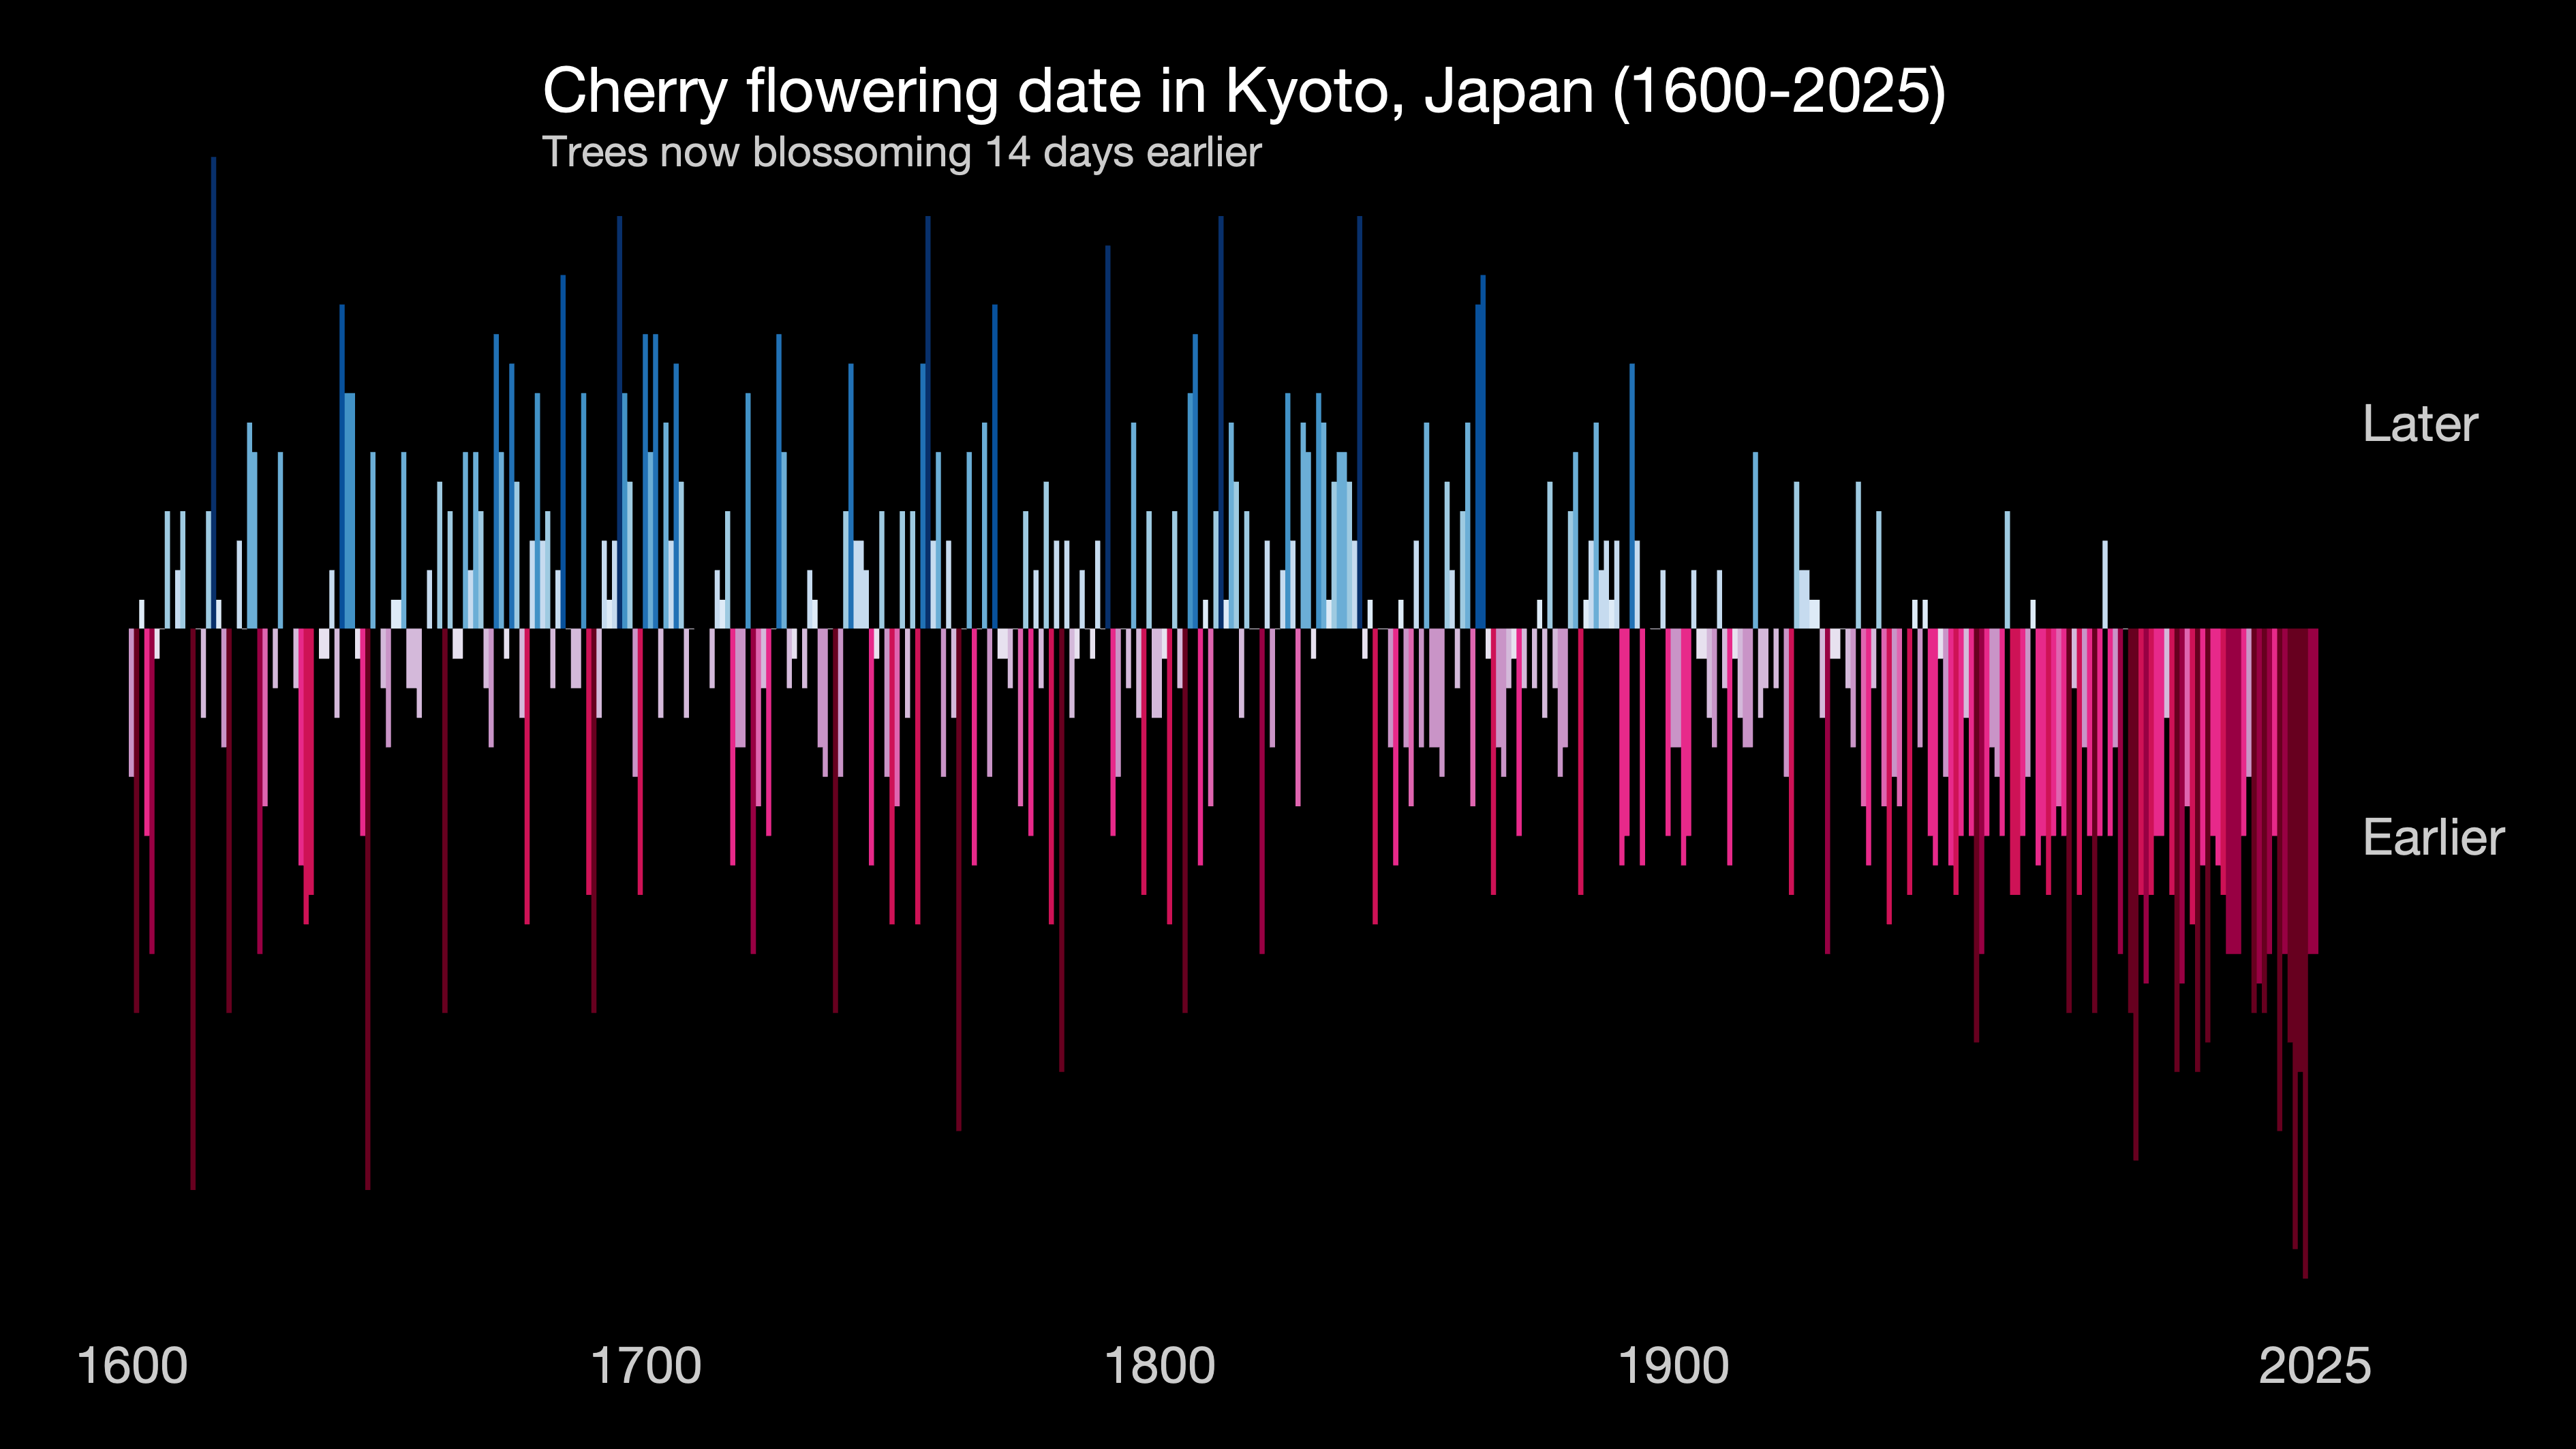 Cherry flowering date in Kyoto, Japan (1600-2025)
Trees now blossoming 14 days earlier
Later
Earlier
1600 1700 1800 1900 2025